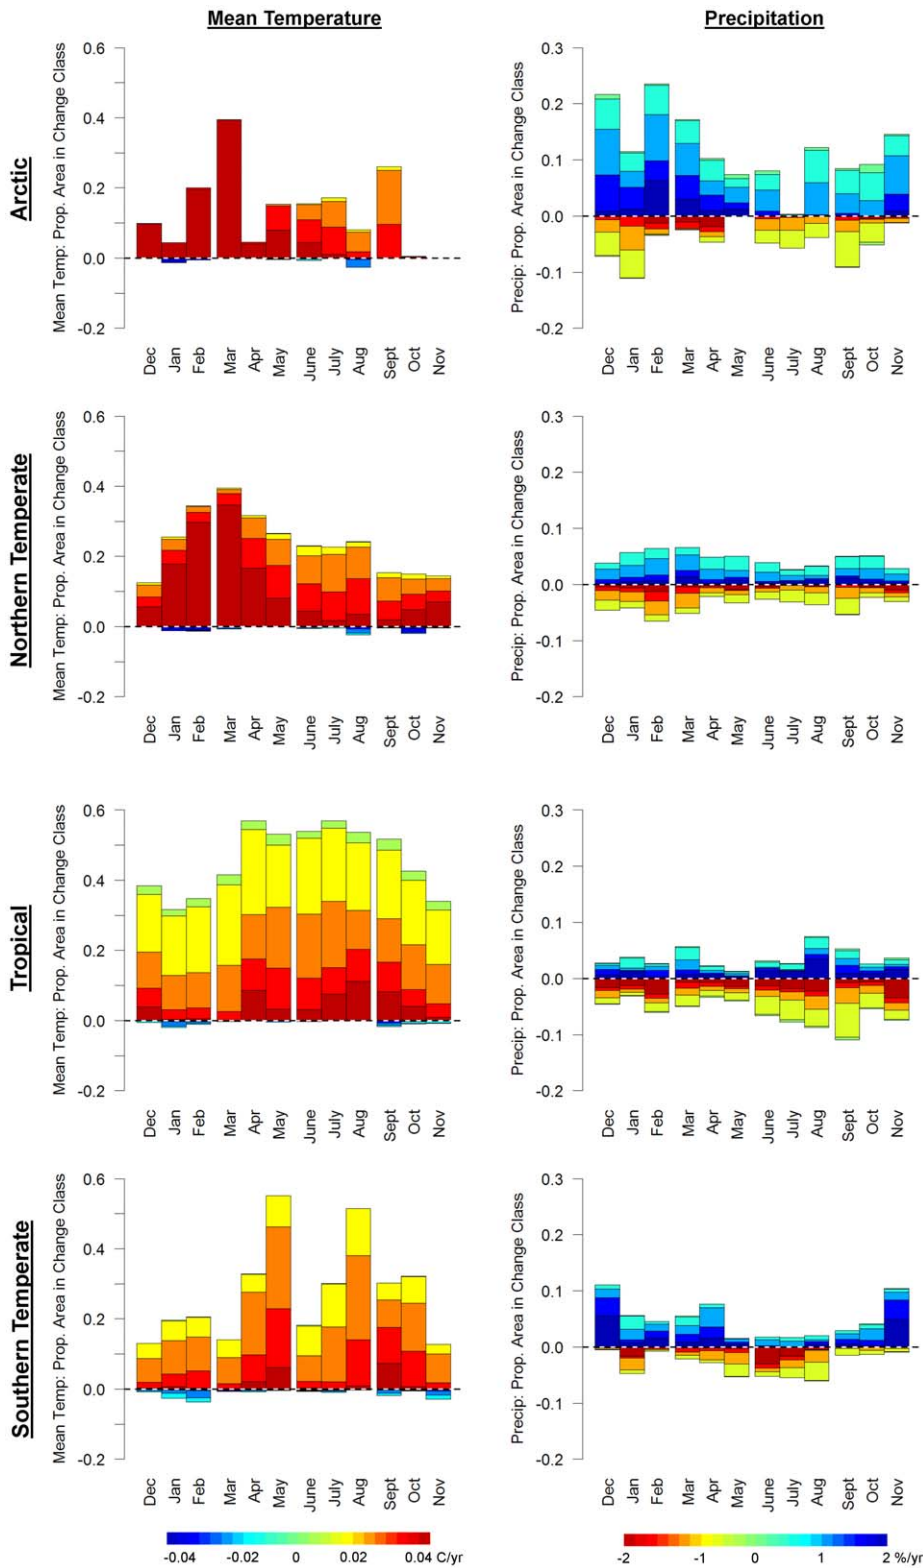 Mean Temperature
Precipitation
Arctic
Mean Temp: Prop. Area in Change Class
0.6
0.4
0.2
0.0
-0.2
Dec Jan Feb Mar Apr May June July Aug Sept Oct Nov
Precip: Prop. Area in Change Class
0.3
0.2
0.1
0.0
-0.1
-0.2
Dec Jan Feb Mar Apr May June July Aug Sept Oct Nov
Northern Temperate
Mean Temp: Prop. Area in Change Class
0.6
0.4
0.2
0.0
-0.2
Dec Jan Feb Mar Apr May June July Aug Sept Oct Nov
Precip: Prop. Area in Change Class
0.3
0.2
0.1
0.0
-0.1
-0.2
Dec Jan Feb Mar Apr May June July Aug Sept Oct Nov
Tropical
Mean Temp: Prop. Area in Change Class
0.6
0.4
0.2
0.0
-0.2
Dec Jan Feb Mar Apr May June July Aug Sept Oct Nov
Precip: Prop. Area in Change Class
0.3
0.2
0.1
0.0
-0.1
-0.2
Dec Jan Feb Mar Apr May June July Aug Sept Oct Nov
Southern Temperate
Mean Temp: Prop. Area in Change Class
0.6
0.4
0.2
0.0
-0.2
Dec Jan Feb Mar Apr May June July Aug Sept Oct Nov
Precip: Prop. Area in Change Class
0.3
0.2
0.1
0.0
-0.1
-0.2
Dec Jan Feb Mar Apr May June July Aug Sept Oct Nov
-0.04 -0.02 0 0.02 0.04 C/yr
-2 -1 0 1 2 %/yr